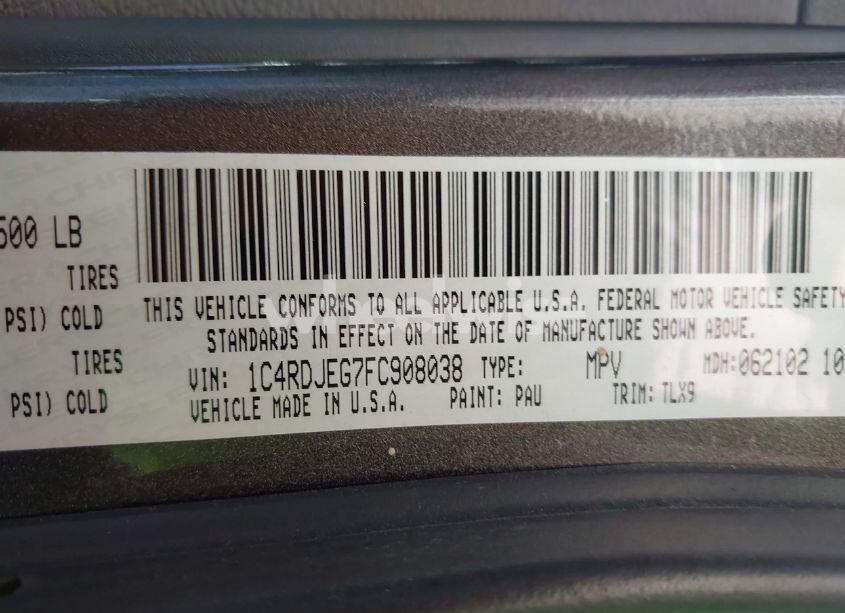 500 LB
TIRES
PSI) COLD
TIRES
PSI) COLD
THIS VEHICLE CONFORMS TO ALL APPLICABLE U.S.A. FEDERAL MOTOR VEHICLE SAFETY
STANDARDS IN EFFECT ON THE DATE OF MANUFACTURE SHOWN ABOVE.
VIN: 1C4RDJEG7FC908038 TYPE: MPV MDH:062102 10
VEHICLE MADE IN U.S.A. PAINT: PAU TRIM: TLX9